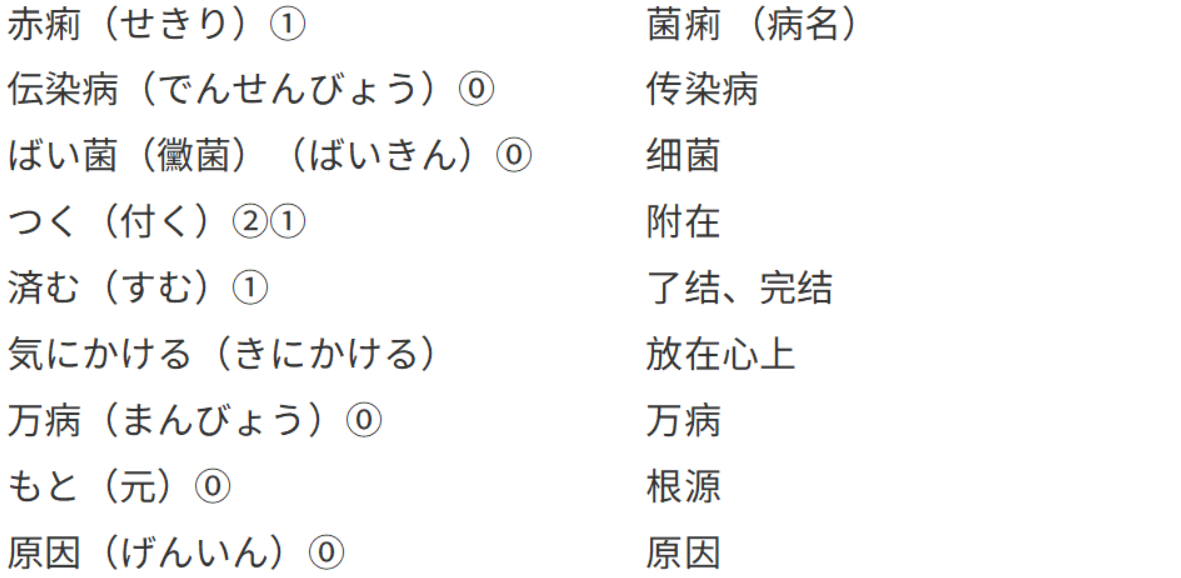 赤痢（せきり）① 菌痢 （病名）
伝染病（でんせんびょう）⓪ 传染病
ばい菌（黴菌）（ばいきん）⓪ 细菌
つく（付く）②① 附在
済む（すむ）① 了结、完结
気にかける（きにかける） 放在心上
万病（まんびょう）⓪ 万病
もと（元）⓪ 根源
原因（げんいん）⓪ 原因